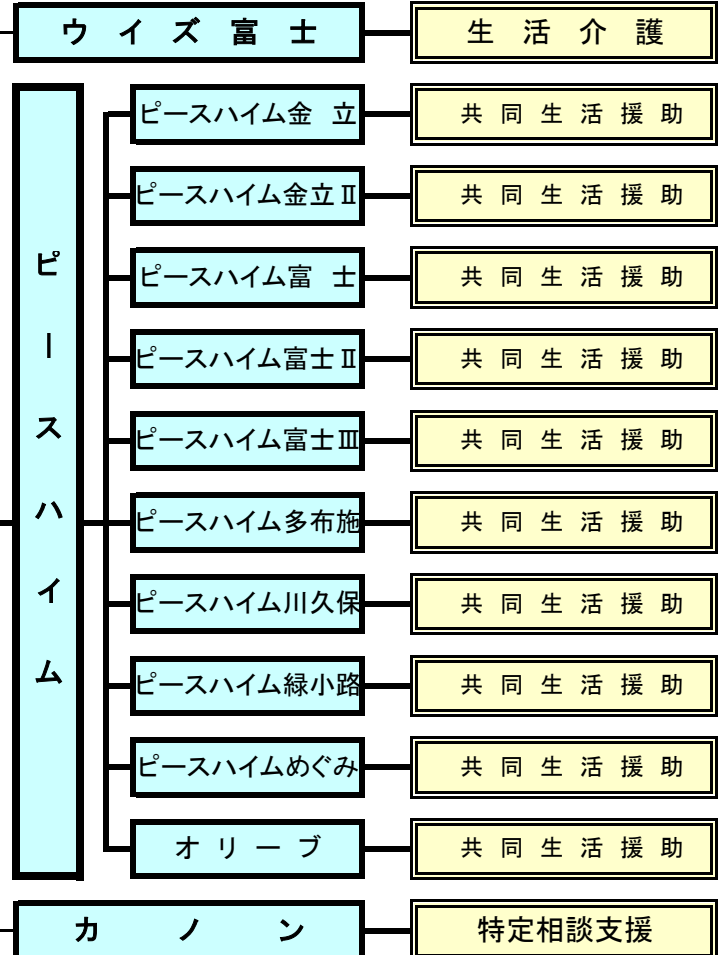 ウイズ富士 生活介護
ピースハイム
ピースハイム金 立 共同生活援助
ピースハイム金立Ⅱ 共同生活援助
ピースハイム富 士 共同生活援助
ピースハイム富士Ⅱ 共同生活援助
ピースハイム富士Ⅲ 共同生活援助
ピースハイム多布施 共同生活援助
ピースハイム川久保 共同生活援助
ピースハイム緑小路 共同生活援助
ピースハイムめぐみ 共同生活援助
オリーブ 共同生活援助
カノン 特定相談支援